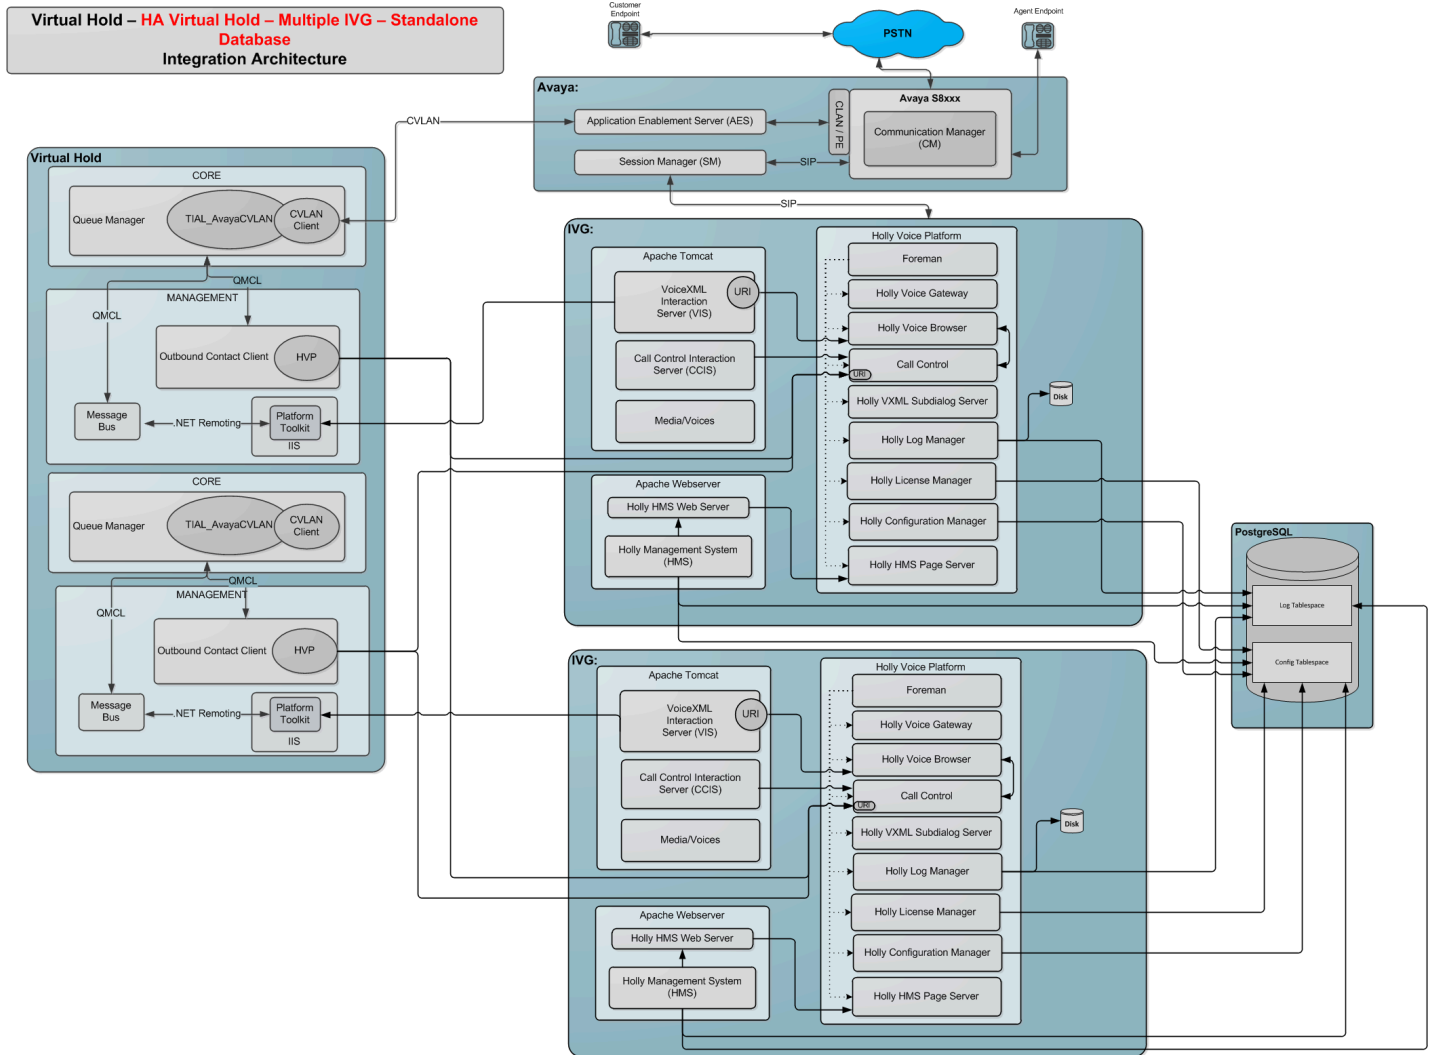 Virtual Hold – HA Virtual Hold – Multiple IVG – Standalone
Database
Integration Architecture
Customer
Endpoint
PSTN
Agent Endpoint
Avaya:
Application Enablement Server (AES)
Session Manager (SM)
CLAN / PE
Avaya S8xxx
Communication Manager
(CM)
SIP
CVLAN
SIP
Virtual Hold
CORE
Queue Manager
TIAL_AvayaCVLAN
CVLAN
Client
QMCL
MANAGEMENT
QMCL
Outbound Contact Client
HVP
Message
Bus
.NET Remoting
Platform
Toolkit
IIS
CORE
Queue Manager
TIAL_AvayaCVLAN
CVLAN
Client
QMCL
MANAGEMENT
QMCL
Outbound Contact Client
HVP
Message
Bus
.NET Remoting
Platform
Toolkit
IIS
IVG:
Apache Tomcat
VoiceXML
Interaction
Server (VIS)
URI
Call Control Interaction
Server (CCIS)
Media/Voices
Apache Webserver
Holly HMS Web Server
Holly Management System
(HMS)
Holly Voice Platform
Foreman
Holly Voice Gateway
Holly Voice Browser
Call Control
URI
Holly VXML Subdialog Server
Holly Log Manager
Holly License Manager
Holly Configuration Manager
Holly HMS Page Server
Disk
IVG:
Apache Tomcat
VoiceXML
Interaction
Server (VIS)
URI
Call Control Interaction
Server (CCIS)
Media/Voices
Apache Webserver
Holly HMS Web Server
Holly Management System
(HMS)
Holly Voice Platform
Foreman
Holly Voice Gateway
Holly Voice Browser
Call Control
URI
Holly VXML Subdialog Server
Holly Log Manager
Holly License Manager
Holly Configuration Manager
Holly HMS Page Server
Disk
PostgreSQL
Log Tablespace
Config Tablespace